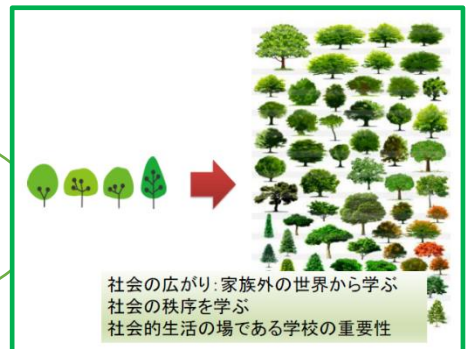 社会の広がり:家族外の世界から学ぶ
社会の秩序を学ぶ
社会的生活の場である学校の重要性